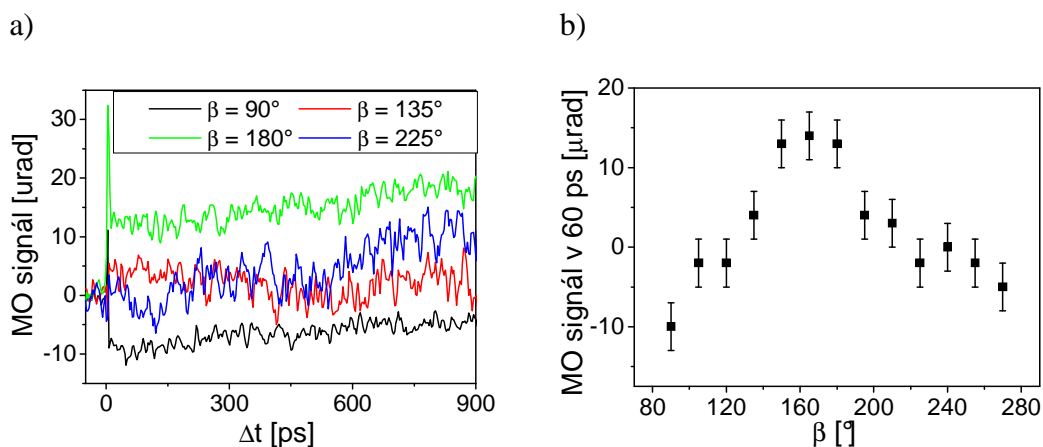 a)
b)
MO signál [urad]
30
20
10
0
-10
β = 90°
β = 135°
β = 180°
β = 225°
0
300
600
900
Δt [ps]
MO signál v 60 ps [μrad]
20
10
0
-10
80
120
160
200
240
280
β [°]